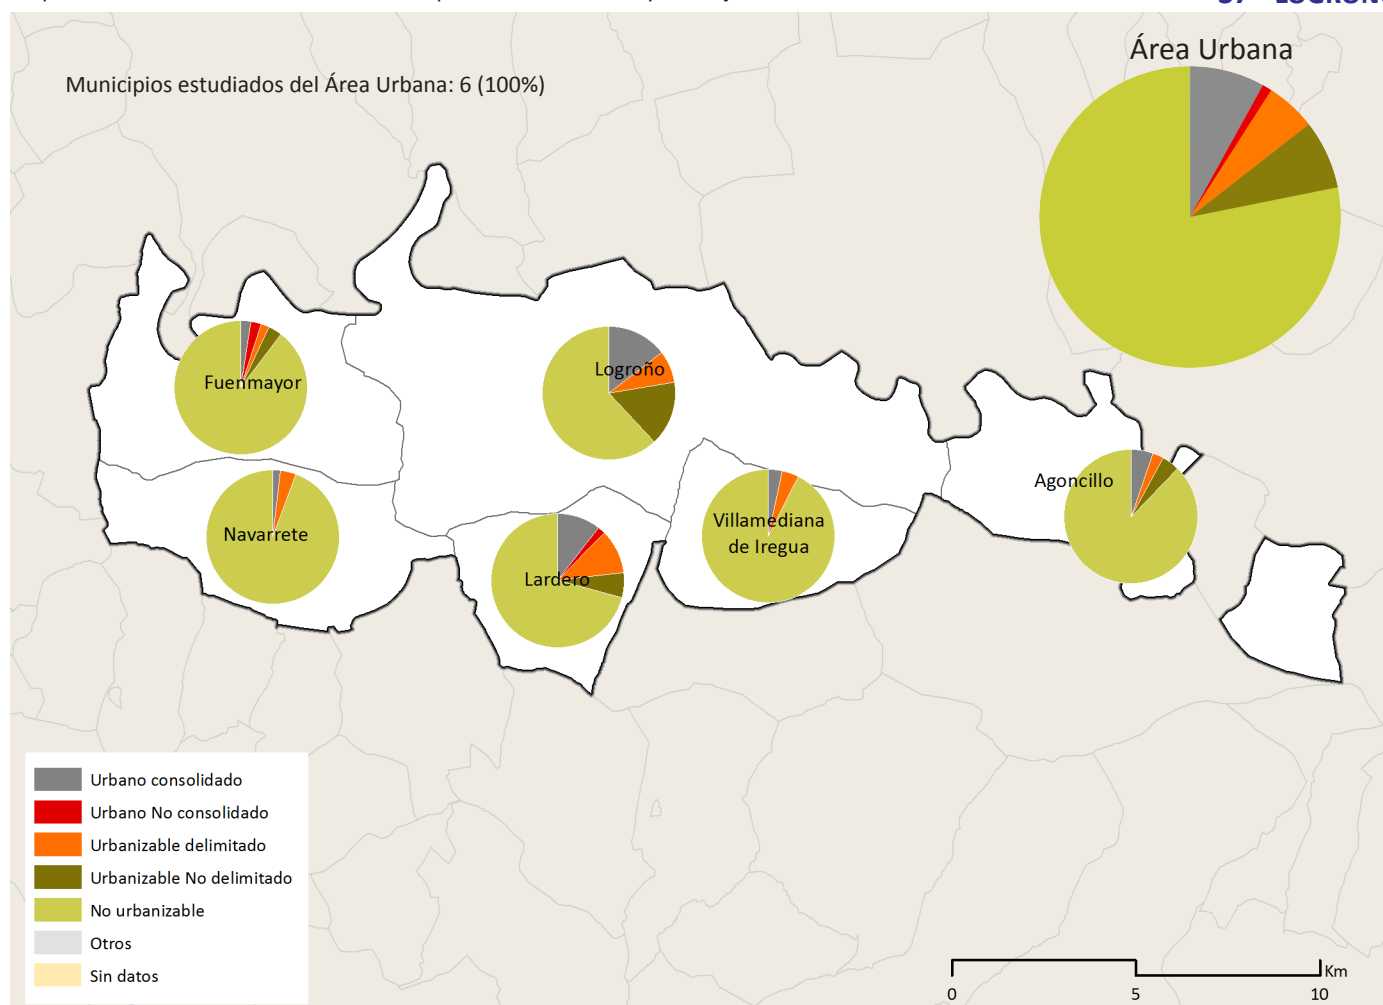 Área Urbana
Municipios estudiados del Área Urbana: 6 (100%)
Fuenmayor
Logroño
Agoncillo
Navarrete
Villamediana
de Iregua
Lardero
Urbano consolidado
Urbano No consolidado
Urbanizable delimitado
Urbanizable No delimitado
No urbanizable
Otros
Sin datos
Km
0 5 10